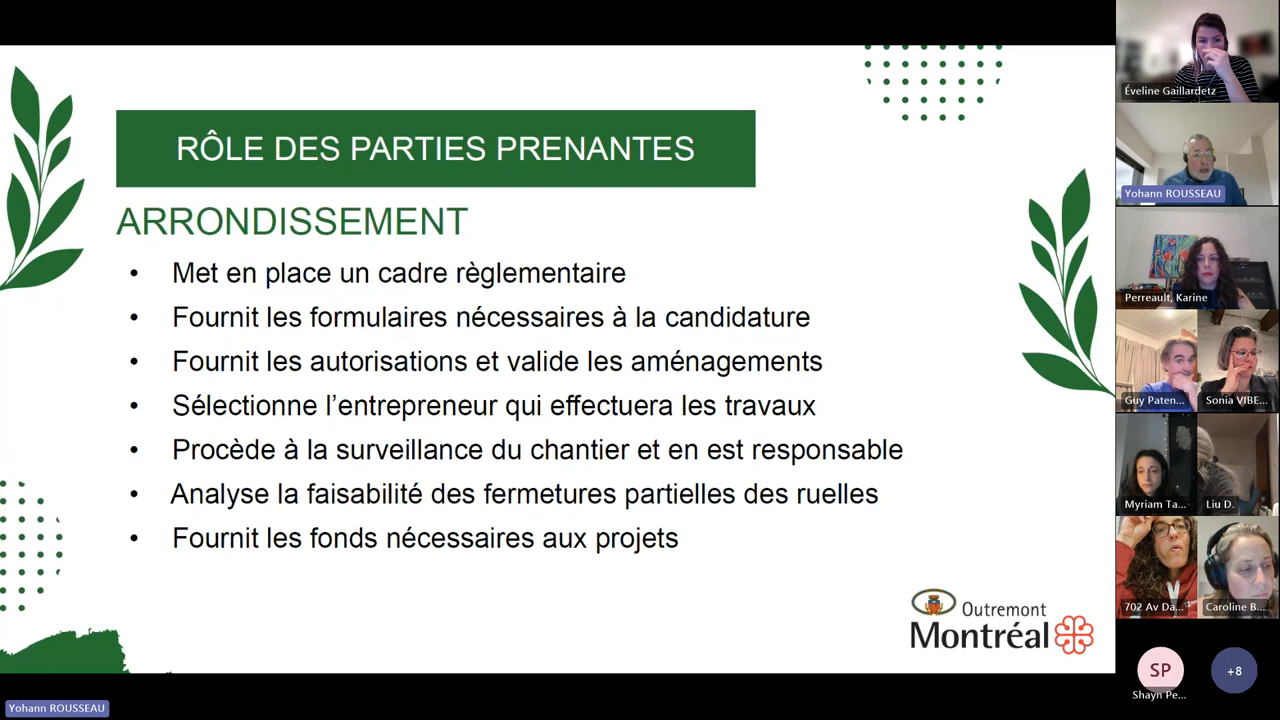 RÔLE DES PARTIES PRENANTES
ARRONDISSEMENT
• Met en place un cadre règlementaire
• Fournit les formulaires nécessaires à la candidature
• Fournit les autorisations et valide les aménagements
• Sélectionne l’entrepreneur qui effectuera les travaux
• Procède à la surveillance du chantier et en est responsable
• Analyse la faisabilité des fermetures partielles des ruelles
• Fournit les fonds nécessaires aux projets
Outremont
Montréal
Yohann ROUSSEAU
Éveline Gaillardetz
Yohann ROUSSEAU
Perreault, Karine
Guy Paten...
Sonia VIBE...
Myriam Ta...
Liu D.
702 Av Da...
Caroline B...
SP
Shayn Pe...
+8